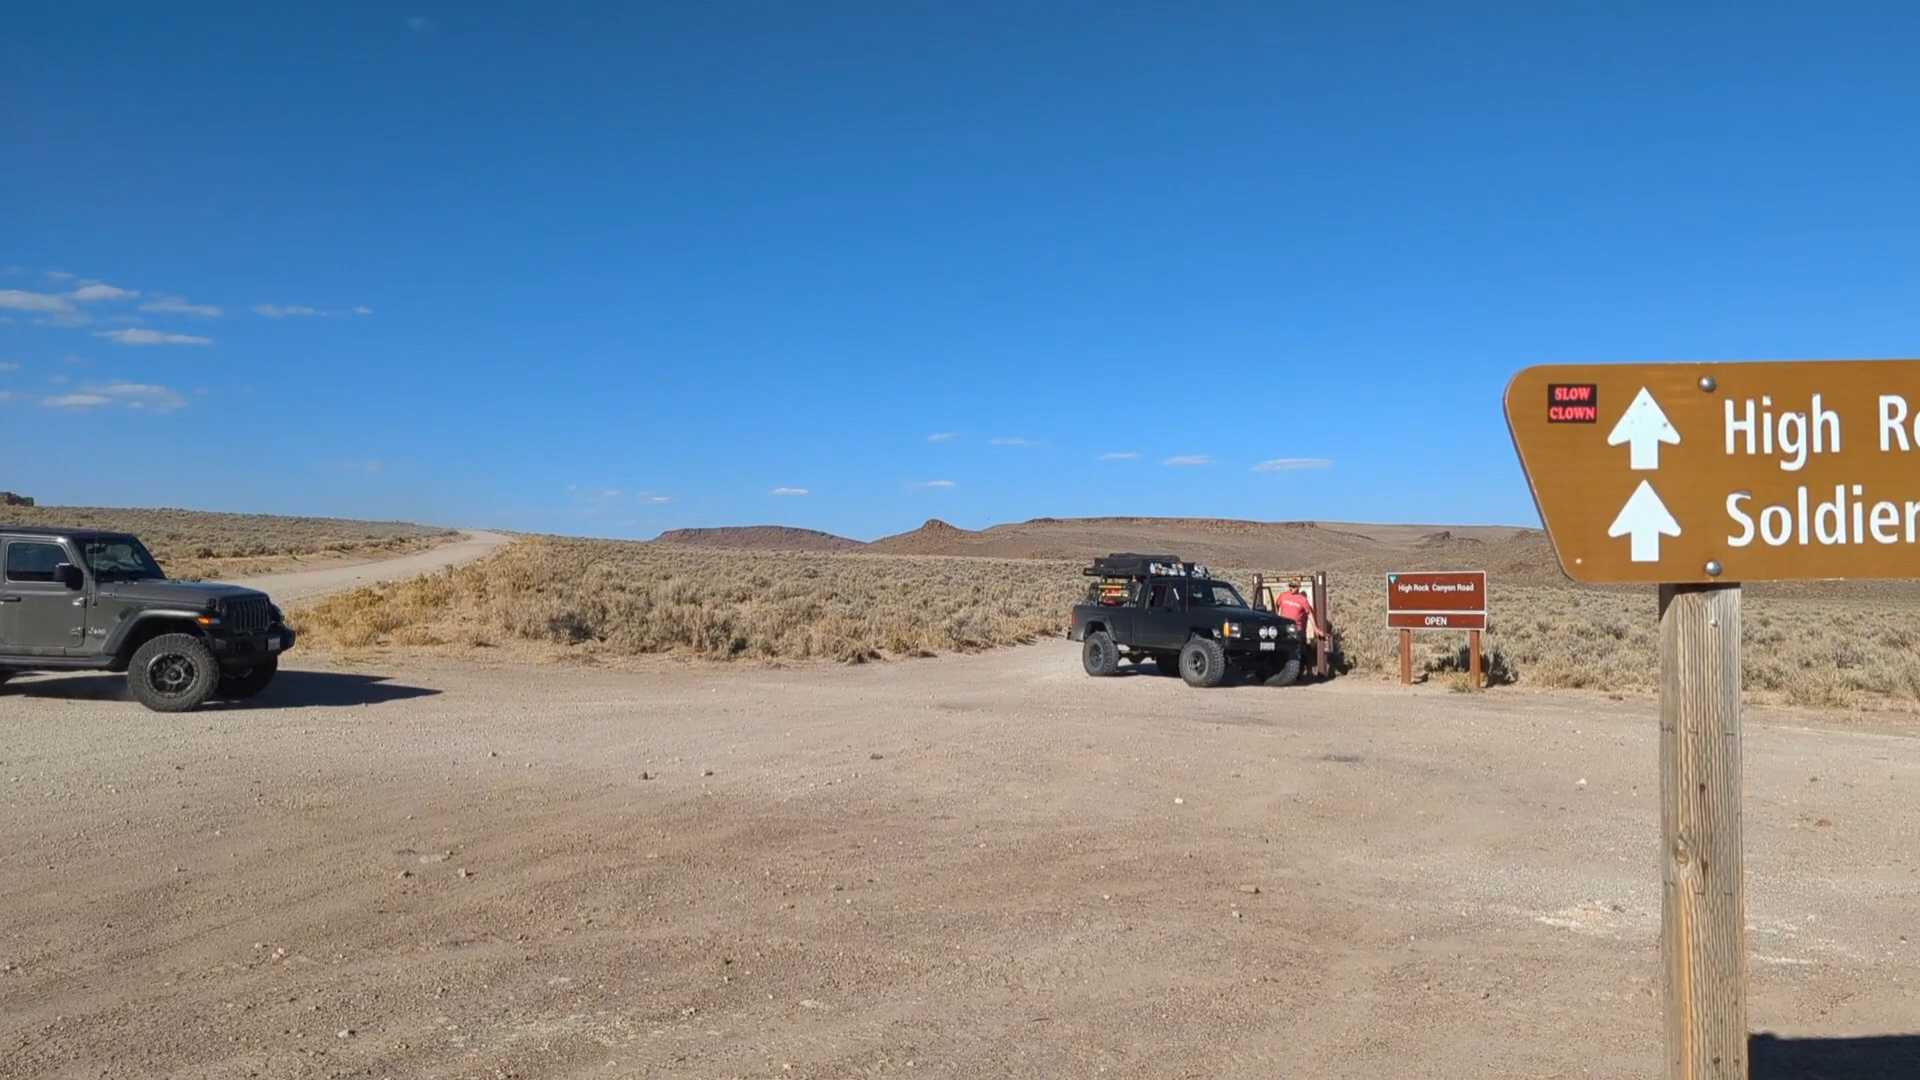 SLOW
CLOWN
High
Soldier
High Rock Canyon Road
OPEN